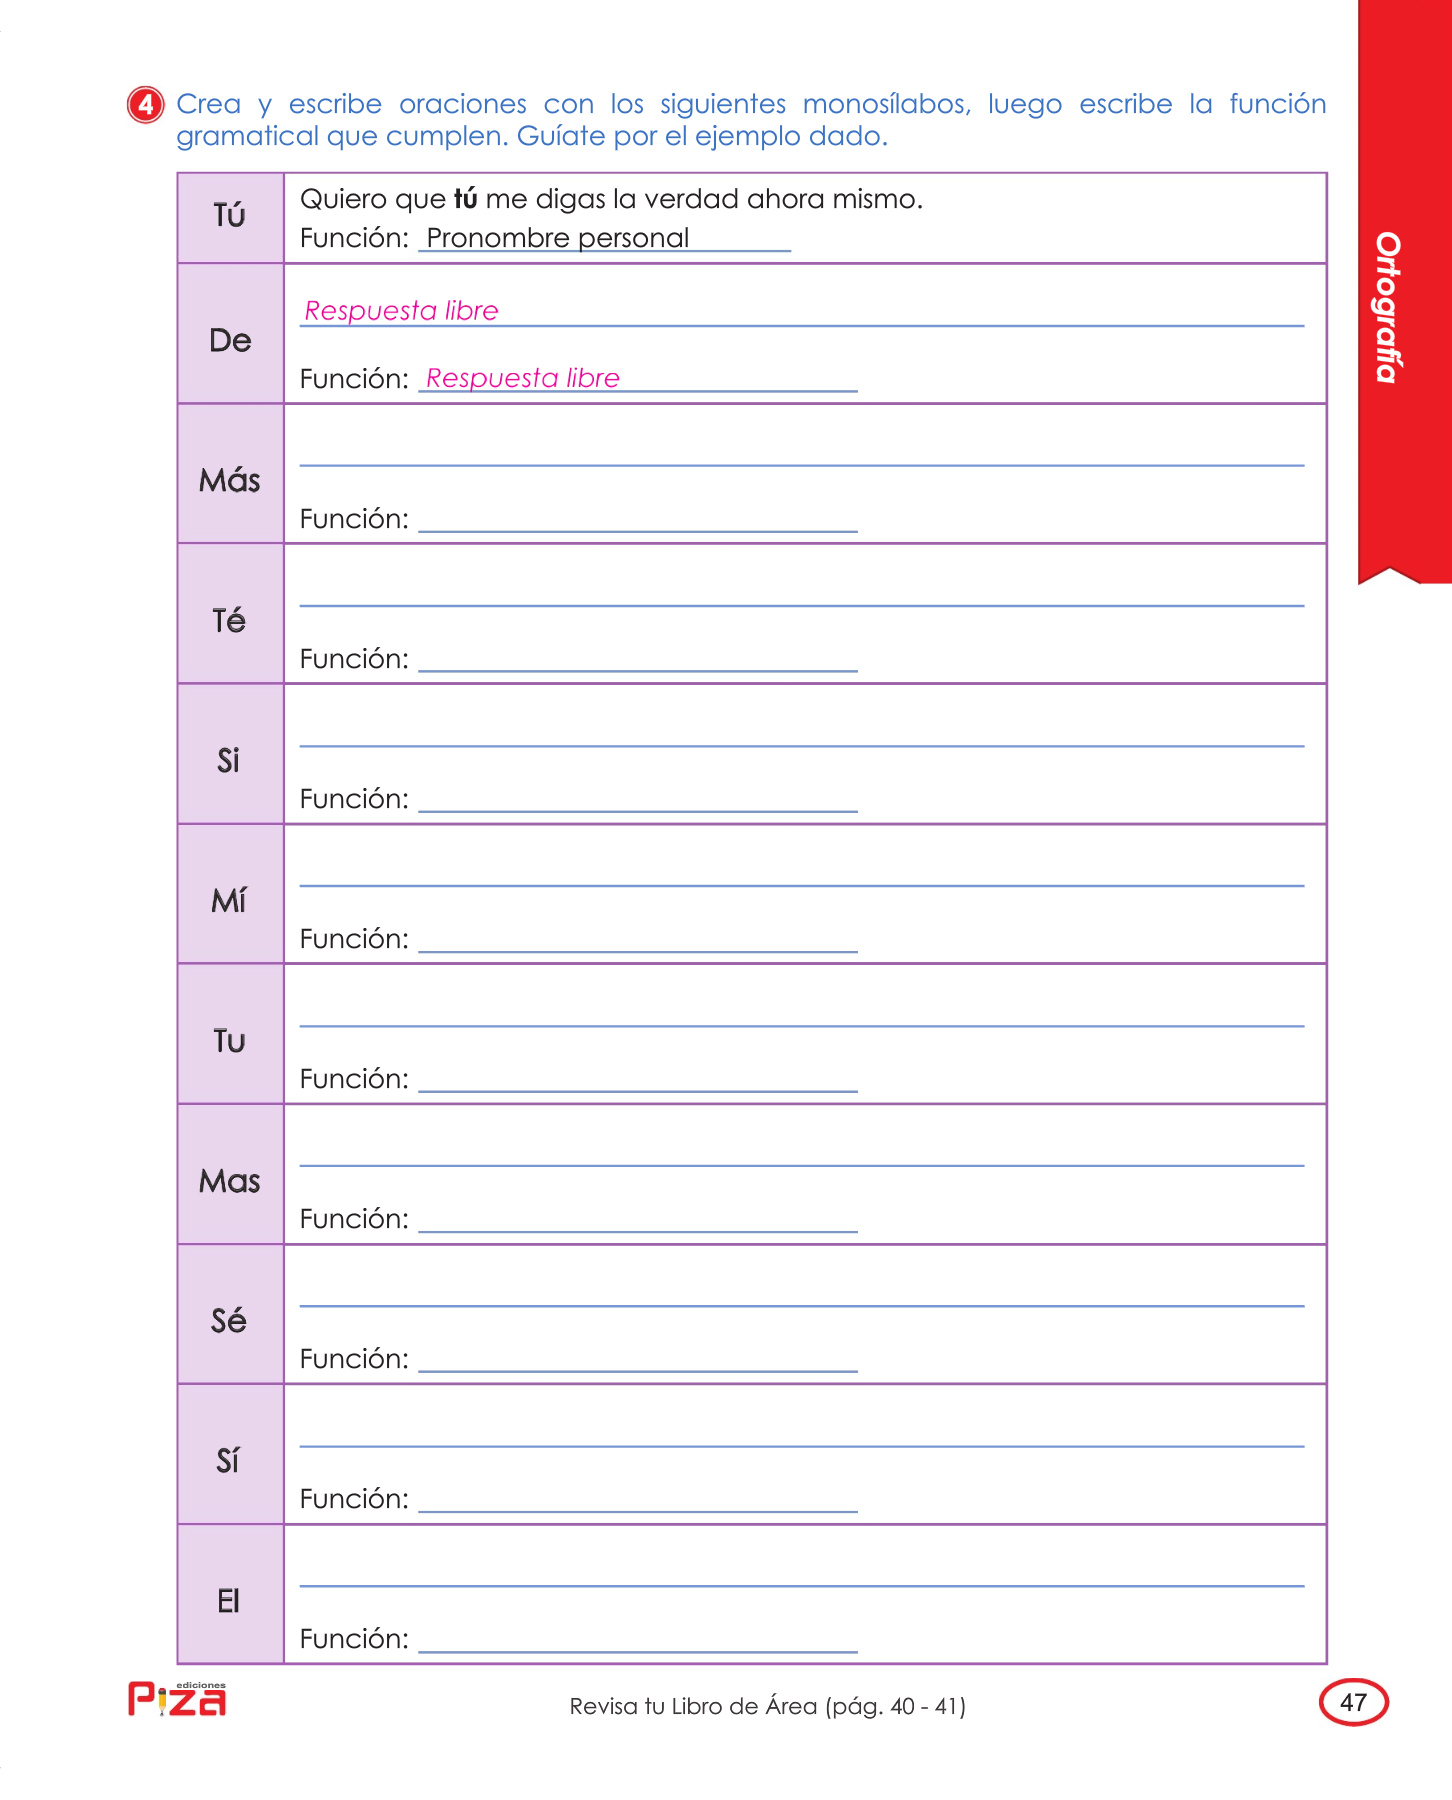 4 Crea y escribe oraciones con los siguientes monosílabos, luego escribe la función
gramatical que cumplen. Guíate por el ejemplo dado.
Tú
Quiero que tú me digas la verdad ahora mismo.
Función: Pronombre personal
De
Respuesta libre
Función: Respuesta libre
Más
Función:
Té
Función:
Si
Función:
Mí
Función:
Tu
Función:
Mas
Función:
Sé
Función:
Sí
Función:
El
Función:
Ortografía
ediciones
Piza
Revisa tu Libro de Área (pág. 40 - 41)
47